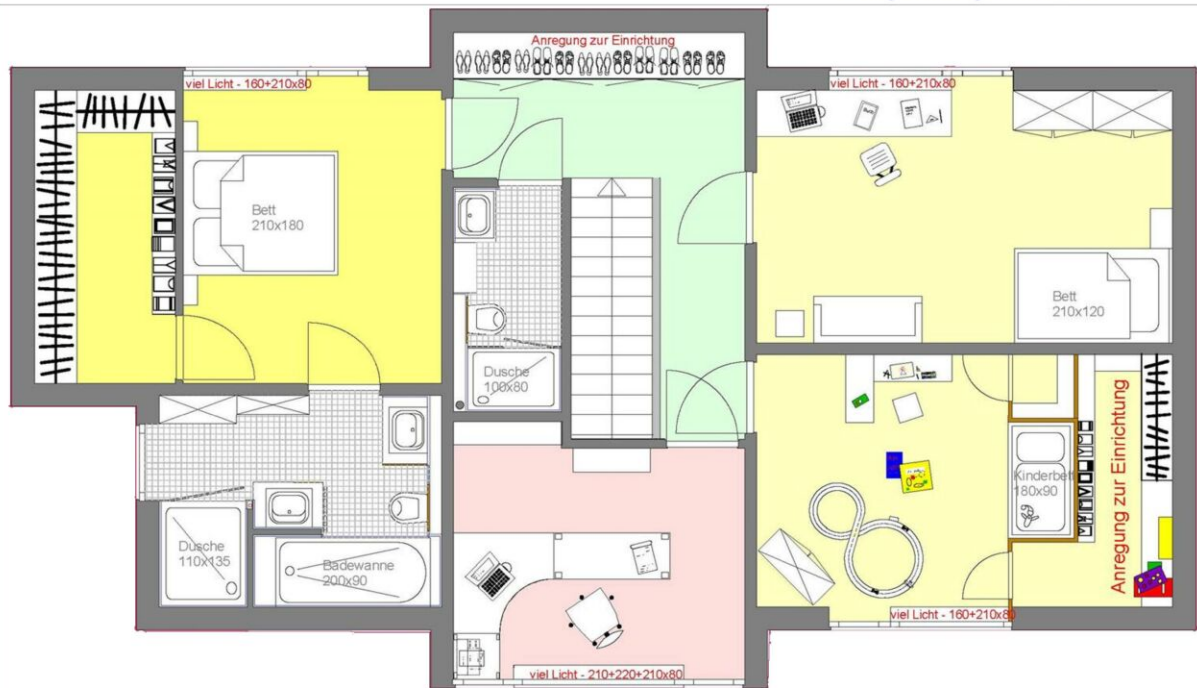 Anregung zur Einrichtung
viel Licht - 160+210x80
viel Licht - 160+210x80
Bett
210x180
Bett
210x120
Dusche
100x80
Kinderbett
180x90
Anregung zur Einrichtung
Dusche
110x135
Badewanne
200x90
viel Licht - 160+210x80
viel Licht - 210+220+210x80